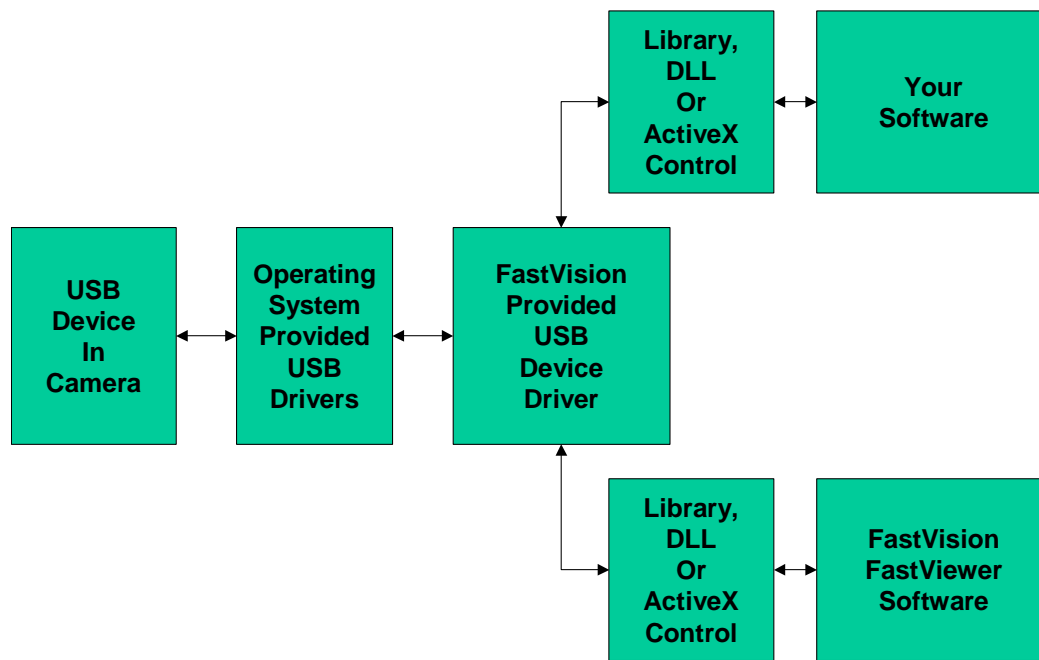 Library,
DLL
Or
ActiveX
Control
Your
Software
USB
Device
In
Camera
Operating
System
Provided
USB
Drivers
FastVision
Provided
USB
Device
Driver
Library,
DLL
Or
ActiveX
Control
FastVision
FastViewer
Software